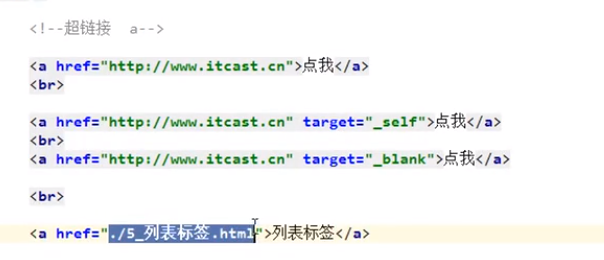 <!--超链接  a-->
<a href="http://www.itcast.cn">点我</a>
<br>
<a href="http://www.itcast.cn" target="_self">点我</a>
<br>
<a href="http://www.itcast.cn" target="_blank">点我</a>
<br>
<a href="./5_列表标签.html">列表标签</a>